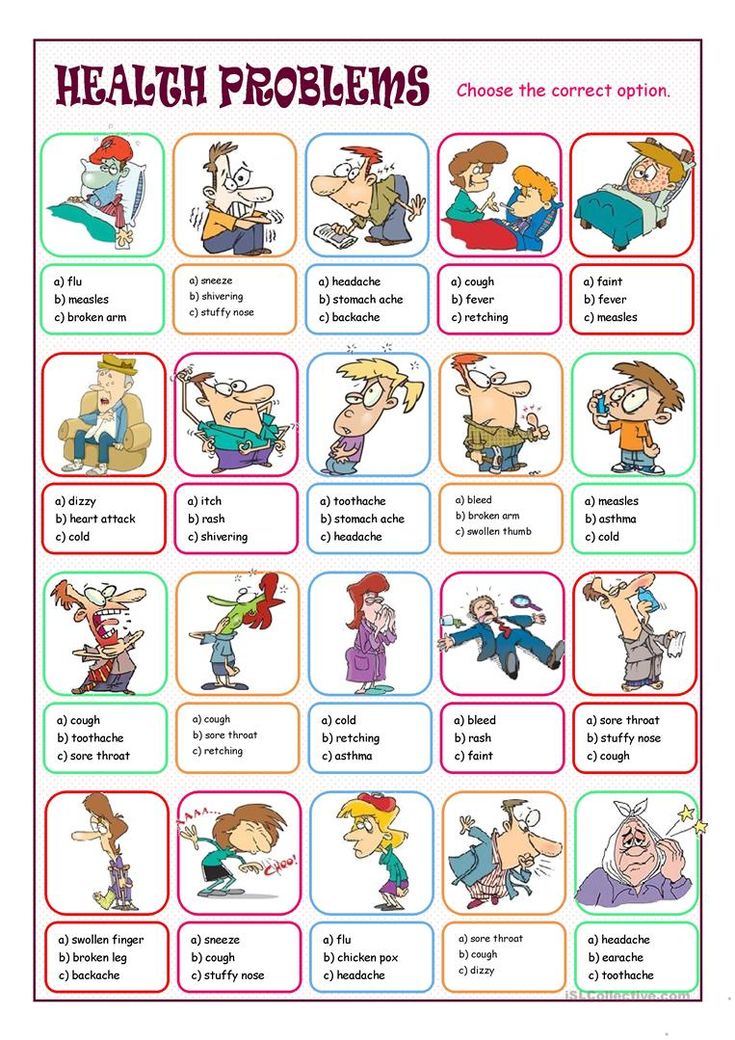 HEALTH PROBLEMS
Choose the correct option.
a) flu
b) measles
c) broken arm
a) sneeze
b) shivering
c) stuffy nose
a) headache
b) stomach ache
c) backache
a) cough
b) fever
c) retching
a) faint
b) fever
c) measles
a) dizzy
b) heart attack
c) cold
a) itch
b) rash
c) shivering
a) toothache
b) stomach ache
c) headache
a) bleed
b) broken arm
c) swollen thumb
a) measles
b) asthma
c) cold
a) cough
b) toothache
c) sore throat
a) cough
b) sore throat
c) retching
a) cold
b) retching
c) asthma
a) bleed
b) rash
c) faint
a) sore throat
b) stuffy nose
c) cough
AAAA...
CHOO!
a) swollen finger
b) broken leg
c) backache
a) sneeze
b) cough
c) stuffy nose
a) flu
b) chicken pox
c) headache
a) sore throat
b) cough
c) dizzy
a) headache
b) earache
c) toothache
iSLCollective.com